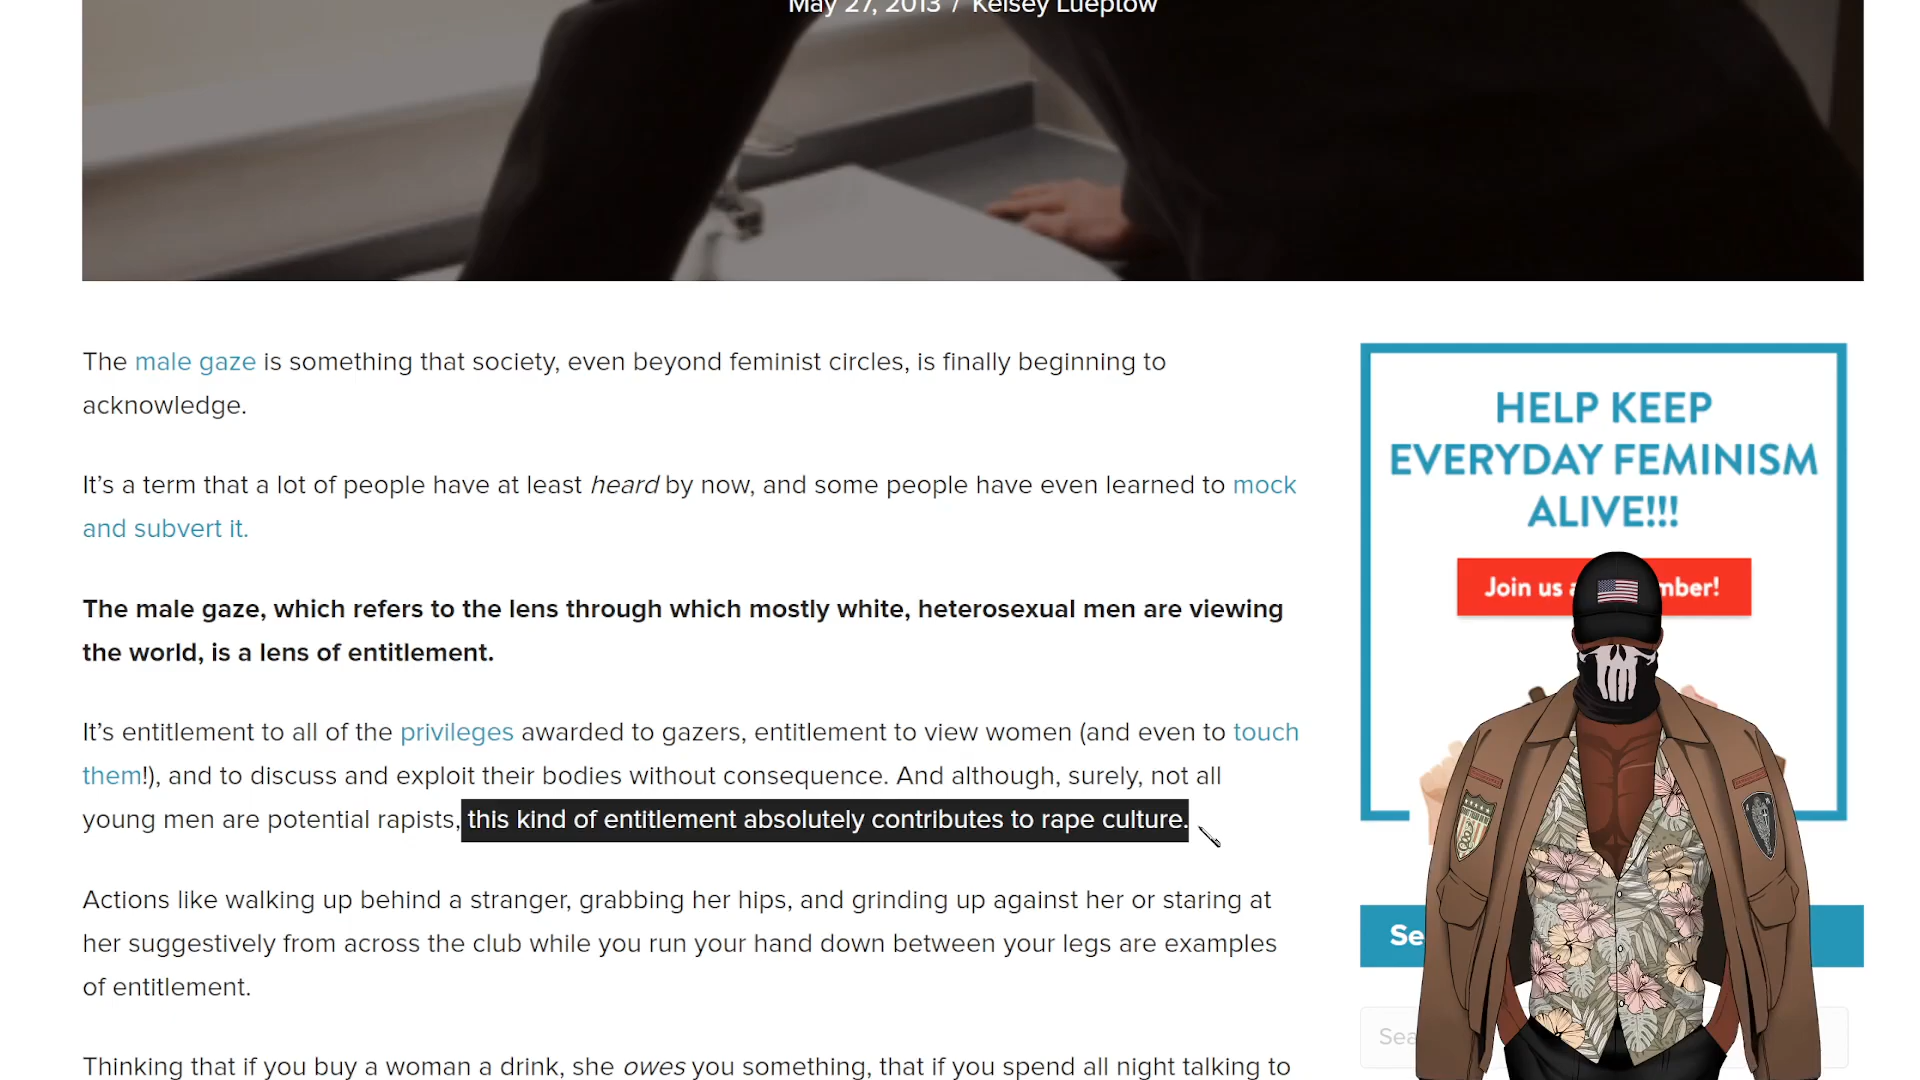 May 27, 2013 / Kelsey Lueptow
The male gaze is something that society, even beyond feminist circles, is finally beginning to
acknowledge.
It’s a term that a lot of people have at least heard by now, and some people have even learned to mock
and subvert it.
The male gaze, which refers to the lens through which mostly white, heterosexual men are viewing
the world, is a lens of entitlement.
It’s entitlement to all of the privileges awarded to gazers, entitlement to view women (and even to touch
them!), and to discuss and exploit their bodies without consequence. And although, surely, not all
young men are potential rapists, this kind of entitlement absolutely contributes to rape culture.
Actions like walking up behind a stranger, grabbing her hips, and grinding up against her or staring at
her suggestively from across the club while you run your hand down between your legs are examples
of entitlement.
Thinking that if you buy a woman a drink, she owes you something, that if you spend all night talking to
HELP KEEP
EVERYDAY FEMINISM
ALIVE!!!
Join us